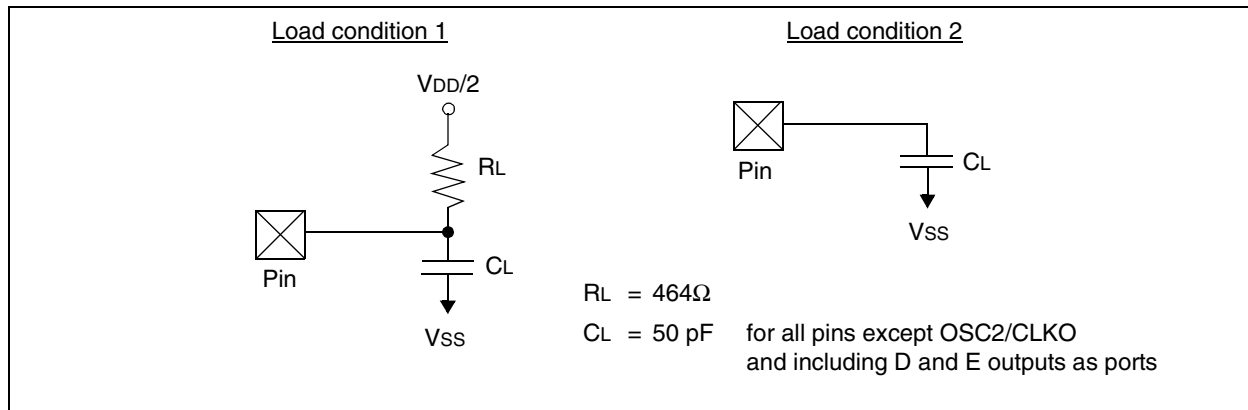 Load condition 1
VDD/2
RL
Pin
CL
VSS
Load condition 2
Pin
CL
VSS
RL = 464Ω
CL = 50 pF for all pins except OSC2/CLKO
and including D and E outputs as ports